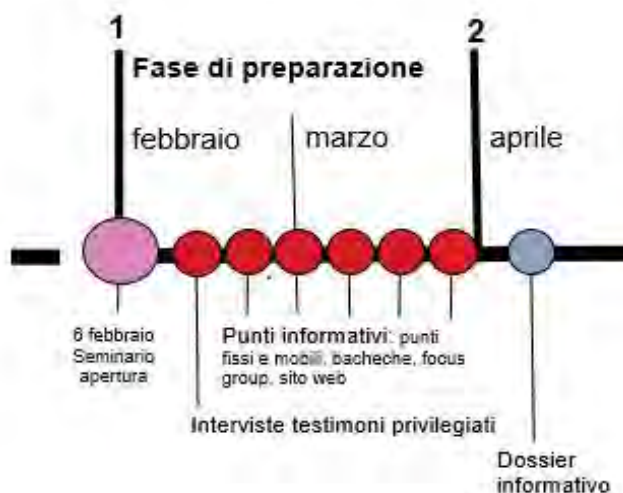 1
2
Fase di preparazione
febbraio
marzo
aprile
6 febbraio
Seminario
apertura
Punti informativi: punti
fissi e mobili, bacheche, focus
group, sito web
Interviste testimoni privilegiati
Dossier
informativo